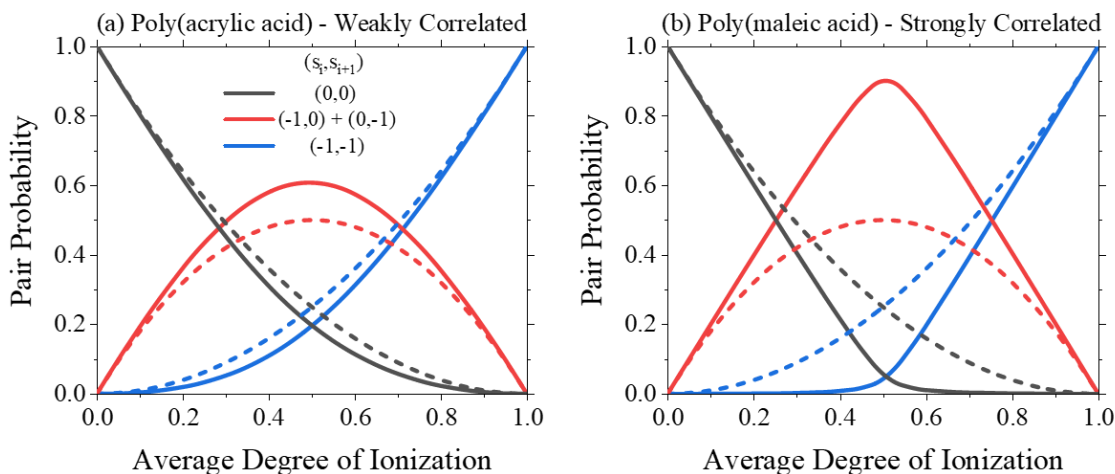 (a) Poly(acrylic acid) - Weakly Correlated
(b) Poly(maleic acid) - Strongly Correlated
Pair Probability
1.0
0.8
0.6
0.4
0.2
0.0
(sᵢ,sᵢ₊₁)
(0,0)
(-1,0) + (0,-1)
(-1,-1)
0.0 0.2 0.4 0.6 0.8 1.0
Average Degree of Ionization
Pair Probability
1.0
0.8
0.6
0.4
0.2
0.0
0.0 0.2 0.4 0.6 0.8 1.0
Average Degree of Ionization